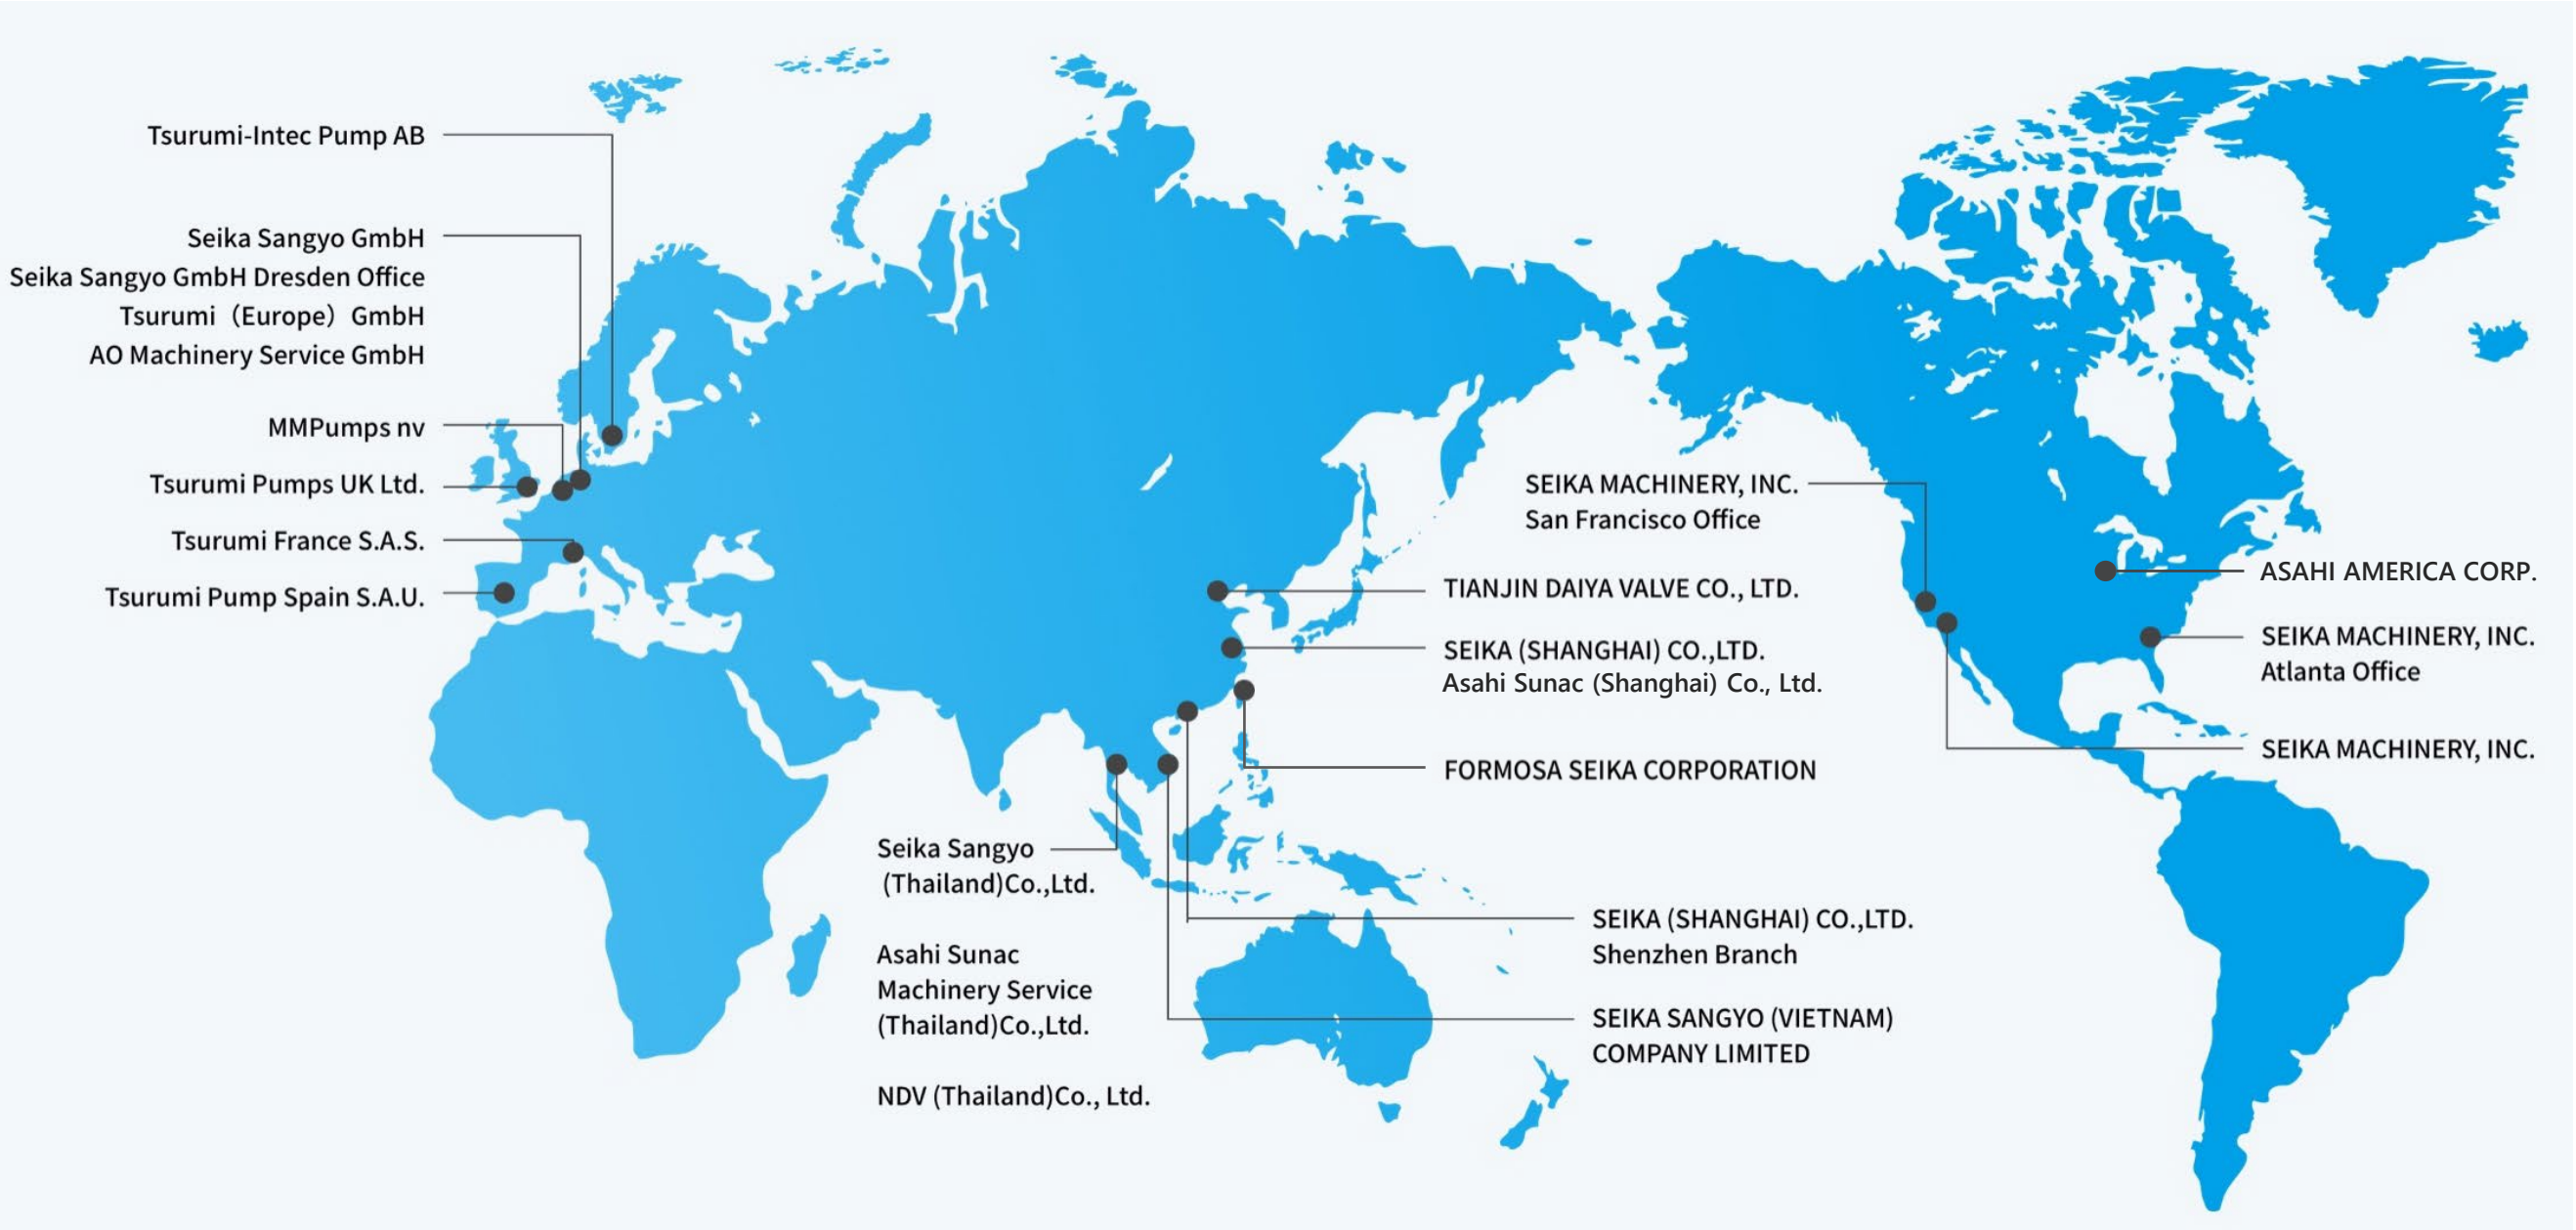 Tsurumi-Intec Pump AB
Seika Sangyo GmbH
Seika Sangyo GmbH Dresden Office
Tsurumi（Europe）GmbH
AO Machinery Service GmbH
MMPumps nv
Tsurumi Pumps UK Ltd.
Tsurumi France S.A.S.
Tsurumi Pump Spain S.A.U.
Seika Sangyo
(Thailand)Co.,Ltd.
Asahi Sunac
Machinery Service
(Thailand)Co.,Ltd.
NDV (Thailand)Co., Ltd.
TIANJIN DAIYA VALVE CO., LTD.
SEIKA (SHANGHAI) CO.,LTD.
Asahi Sunac (Shanghai) Co., Ltd.
FORMOSA SEIKA CORPORATION
SEIKA (SHANGHAI) CO.,LTD.
Shenzhen Branch
SEIKA SANGYO (VIETNAM)
COMPANY LIMITED
SEIKA MACHINERY, INC.
San Francisco Office
ASAHI AMERICA CORP.
SEIKA MACHINERY, INC.
Atlanta Office
SEIKA MACHINERY, INC.